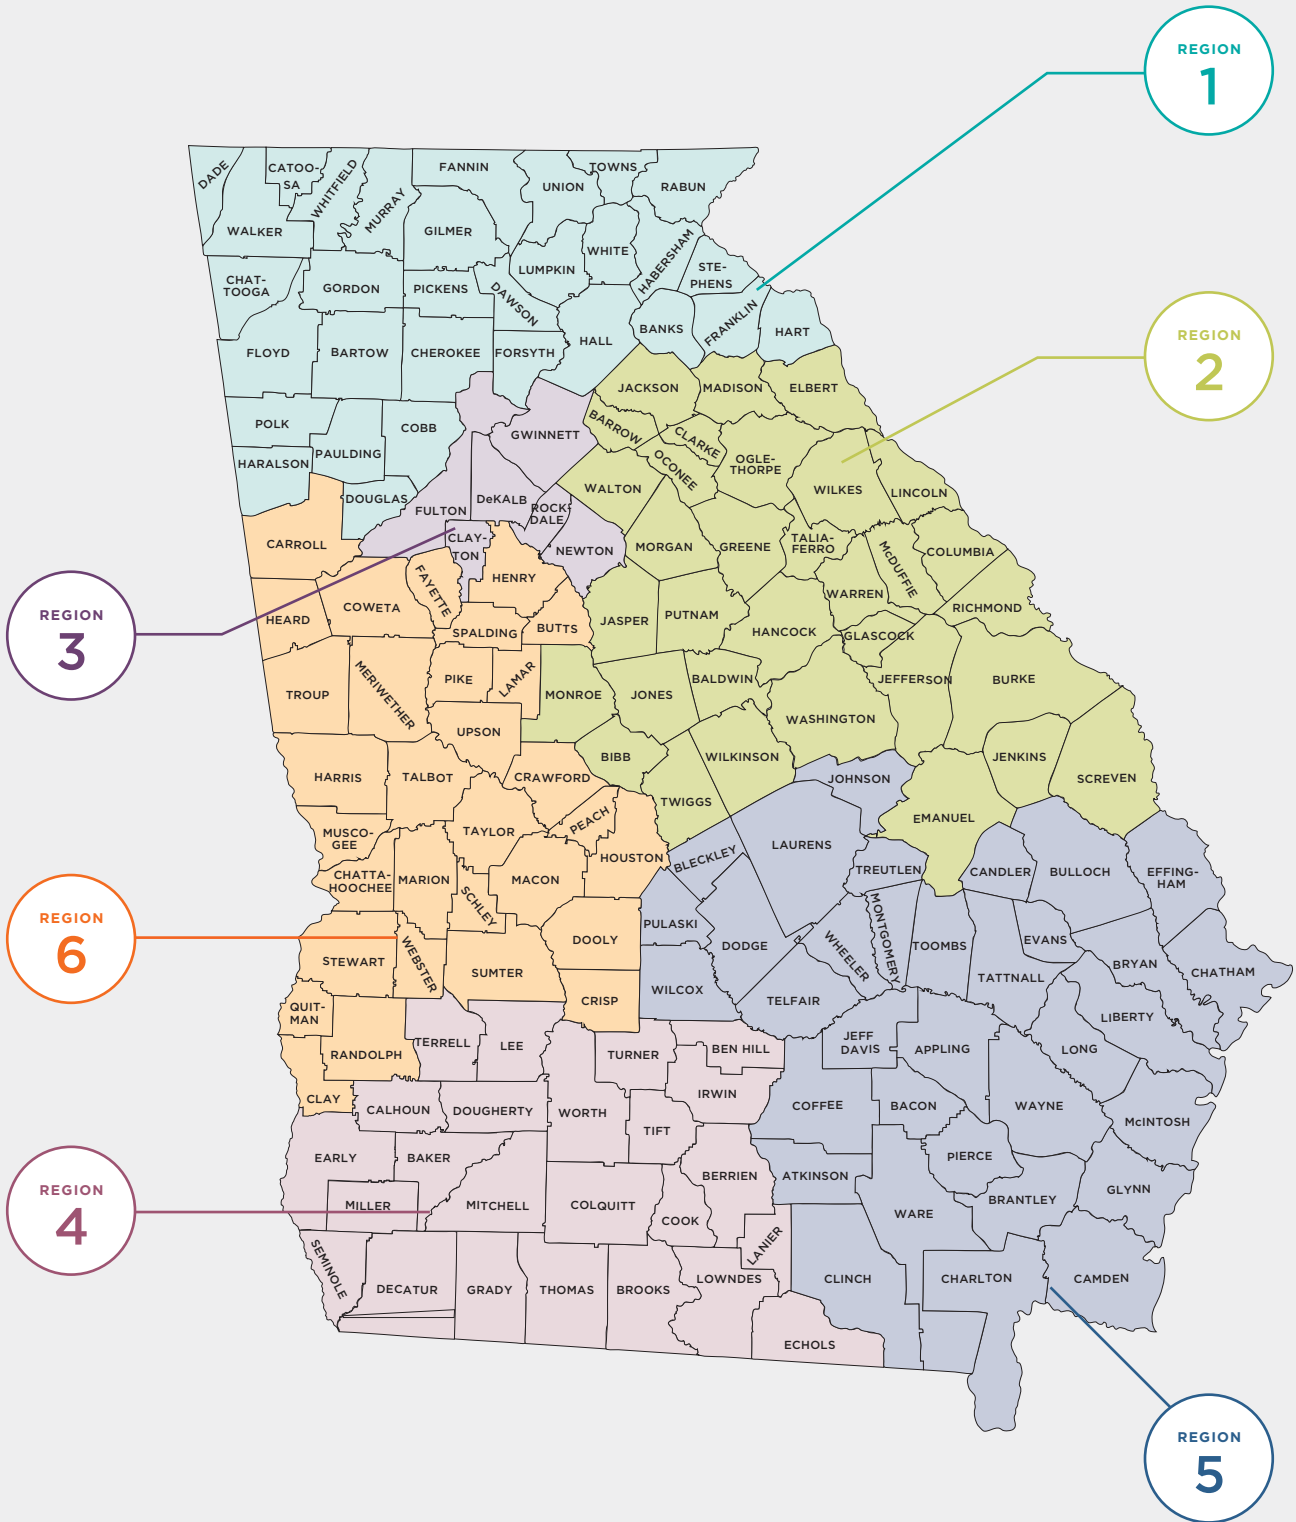 REGION
1
REGION
2
REGION
3
REGION
6
REGION
4
REGION
5
DADE
CATOO-
SA
WHITFIELD
MURRAY
FANNIN
UNION
TOWNS
RABUN
WALKER
GILMER
LUMPKIN
WHITE
HABERSHAM
STE-
PHENS
CHAT-
TOOGA
GORDON
PICKENS
DAWSON
HALL
BANKS
FRANKLIN
HART
FLOYD
BARTOW
CHEROKEE
FORSYTH
POLK
PAULDING
COBB
HARALSON
DOUGLAS
JACKSON
MADISON
ELBERT
BARROW
CLARKE
OCONEE
OGLE-
THORPE
WILKES
LINCOLN
WALTON
GWINNETT
FULTON
DeKALB
ROCK-
DALE
CLAY-
TON
NEWTON
MORGAN
GREENE
TALIA-
FERRO
McDUFFIE
COLUMBIA
WARREN
RICHMOND
CARROLL
HENRY
FAYETTE
COWETA
HEARD
SPALDING
BUTTS
JASPER
PUTNAM
HANCOCK
GLASCOCK
JEFFERSON
BURKE
TROUP
MERIWETHER
PIKE
LAMAR
MONROE
JONES
BALDWIN
WASHINGTON
UPSON
BIBB
WILKINSON
JENKINS
SCREVEN
HARRIS
TALBOT
CRAWFORD
TWIGGS
JOHNSON
EMANUEL
MUSCO-
GEE
TAYLOR
PEACH
HOUSTON
BLECKLEY
LAURENS
TREUTLEN
CANDLER
BULLOCH
EFFING-
HAM
CHATTA-
HOOCHEE
MARION
SCHLEY
MACON
PULASKI
DODGE
WHEELER
MONTGOMERY
TOOMBS
EVANS
TATTNALL
BRYAN
CHATHAM
STEWART
WEBSTER
SUMTER
DOOLY
CRISP
WILCOX
TELFAIR
LIBERTY
QUIT-
MAN
RANDOLPH
TERRELL
LEE
TURNER
BEN HILL
JEFF
DAVIS
APPLING
LONG
CLAY
CALHOUN
DOUGHERTY
WORTH
TIFT
IRWIN
COFFEE
BACON
WAYNE
McINTOSH
EARLY
BAKER
MILLER
MITCHELL
COLQUITT
COOK
BERRIEN
ATKINSON
WARE
PIERCE
BRANTLEY
GLYNN
SEMINOLE
DECATUR
GRADY
THOMAS
BROOKS
LOWNDES
LANIER
CLINCH
CHARLTON
CAMDEN
ECHOLS